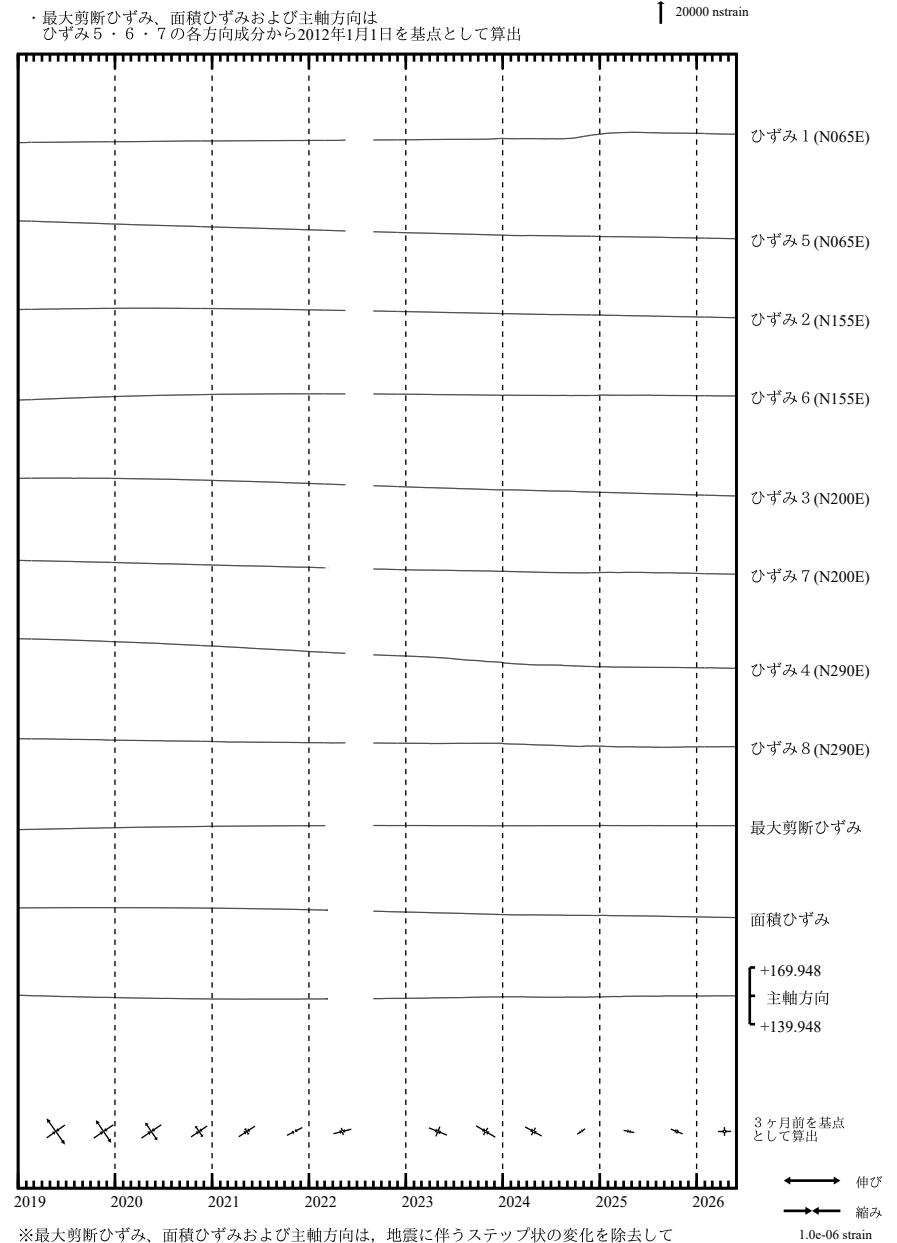 ・最大剪断ひずみ、面積ひずみおよび主軸方向は
20000 nstrain
ひずみ５・６・７の各方向成分から2012年1月1日を基点として算出
ひずみ１(N065E)
ひずみ５(N065E)
ひずみ２(N155E)
ひずみ６(N155E)
ひずみ３(N200E)
ひずみ７(N200E)
ひずみ４(N290E)
ひずみ８(N290E)
最大剪断ひずみ
面積ひずみ
+169.948
主軸方向
+139.948
３ヶ月前を基点
として算出
2019 2020 2021 2022 2023 2024 2025 2026
伸び
縮み
1.0e-06 strain
※最大剪断ひずみ、面積ひずみおよび主軸方向は，地震に伴うステップ状の変化を除去して